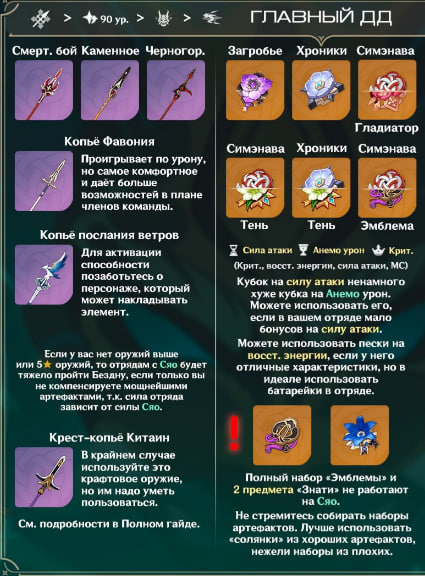 90 ур.
ГЛАВНЫЙ ДД
Смерт. бой
Каменное
Черногор.
Копьё Фавония
Проигрывает по урону,
но самое комфортное
и даёт больше
возможностей в плане
членов команды.
Копьё послания ветров
Для активации
способности
позаботьтесь о
персонаже, который
может накладывать
элемент.
Если у вас нет оружий выше
или 5★ оружий, то отрядам с Сяо будет
тяжело пройти Бездну, если только вы
не компенсируете мощнейшими
артефактами, т.к. сила отряда
зависит от силы Сяо.
Крест-копьё Китаин
В крайнем случае
используйте это
крафтовое оружие,
но им надо уметь
пользоваться.
См. подробности в Полном гайде.
Загробье
Хроники
Симэнава
Гладиатор
Симэнава
Хроники
Симэнава
Тень
Тень
Эмблема
Сила атаки
Анемо урон
Крит.
(Крит., восст. энергии, сила атаки, МС)
Кубок на силу атаки ненамного
хуже кубка на Анемо урон.
Можете использовать его,
если в вашем отряде мало
бонусов на силу атаки.
Можете использовать пески на
восст. энергии, если у него
отличные характеристики, но в
идеале использовать
батарейки в отряде.
!
Полный набор «Эмблемы» и
2 предмета «Знати» не работают
на Сяо.
Не стремитесь собирать наборы
артефактов. Лучше использовать
«солянки» из хороших артефактов,
нежели наборы из плохих.